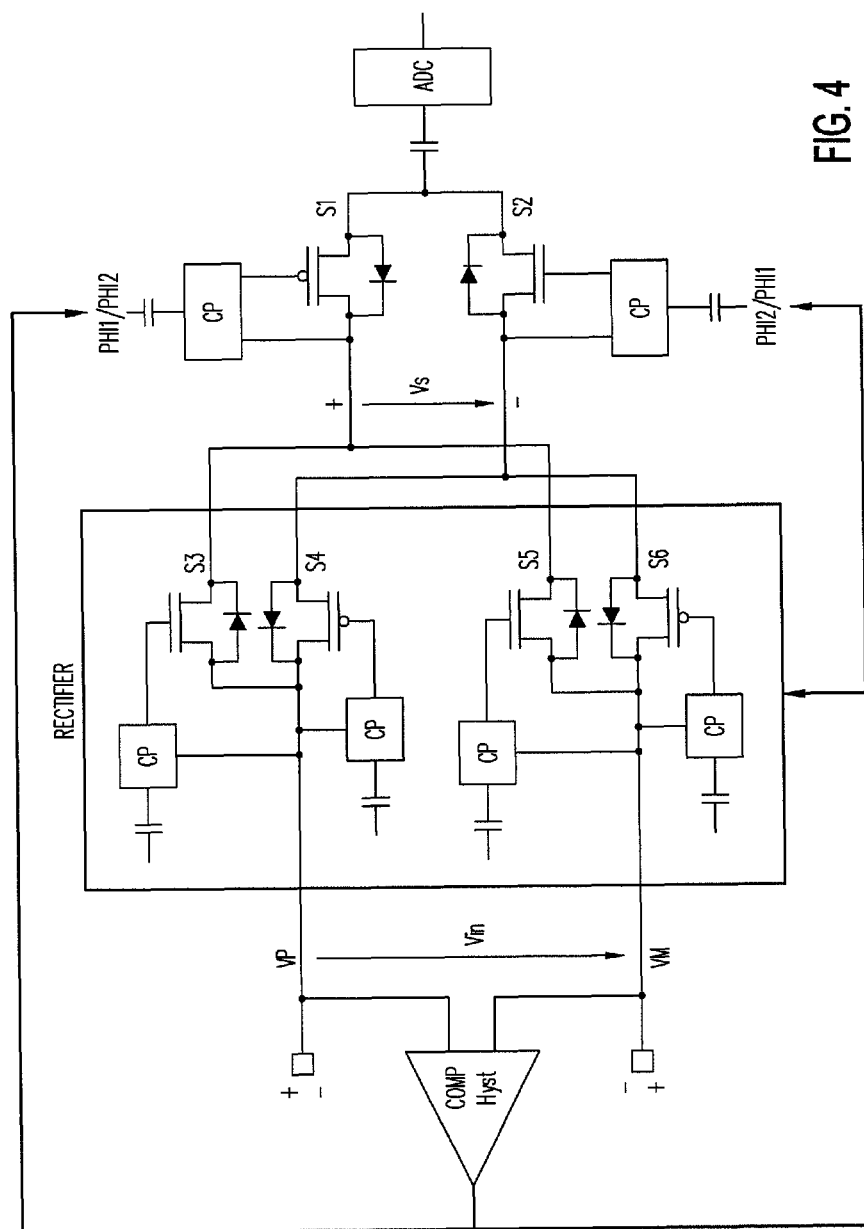 ADC
S1
S2
PHI1/PHI2
CP
CP
PHI2/PHI1
+
Vs
-
RECTIFIER
S3
S4
CP
CP
S5
S6
CP
CP
VP
Vin
VM
+
-
-
+
COMP
Hyst
FIG. 4